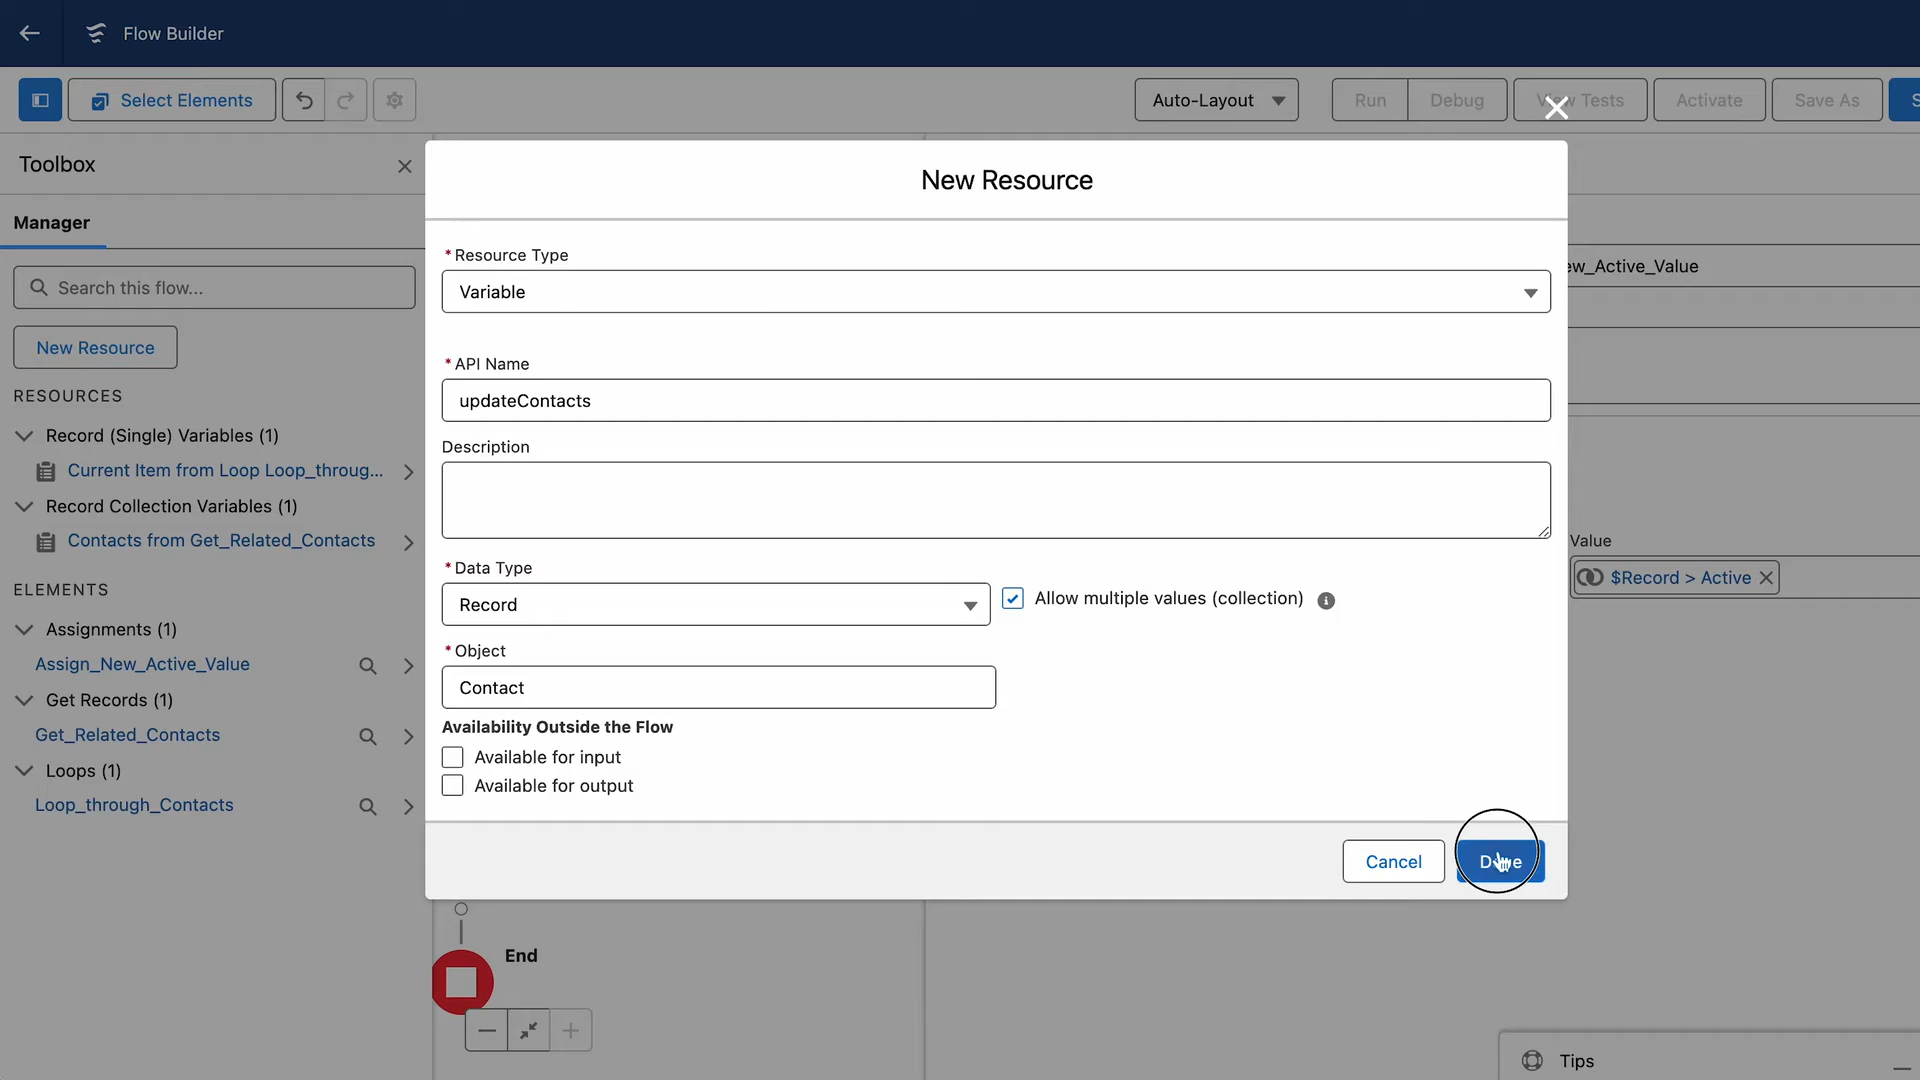 Flow Builder
Select Elements
Auto-Layout
Run
Debug
Tests
Activate
Save As
Toolbox
Manager
Search this flow...
New Resource
RESOURCES
Record (Single) Variables (1)
Current Item from Loop Loop_throug...
Record Collection Variables (1)
Contacts from Get_Related_Contacts
ELEMENTS
Assignments (1)
Assign_New_Active_Value
Get Records (1)
Get_Related_Contacts
Loops (1)
Loop_through_Contacts
New Resource
* Resource Type
Variable
* API Name
updateContacts
Description
* Data Type
Record
Allow multiple values (collection)
* Object
Contact
Availability Outside the Flow
Available for input
Available for output
Cancel
ew_Active_Value
Value
$Record > Active
End
Tips